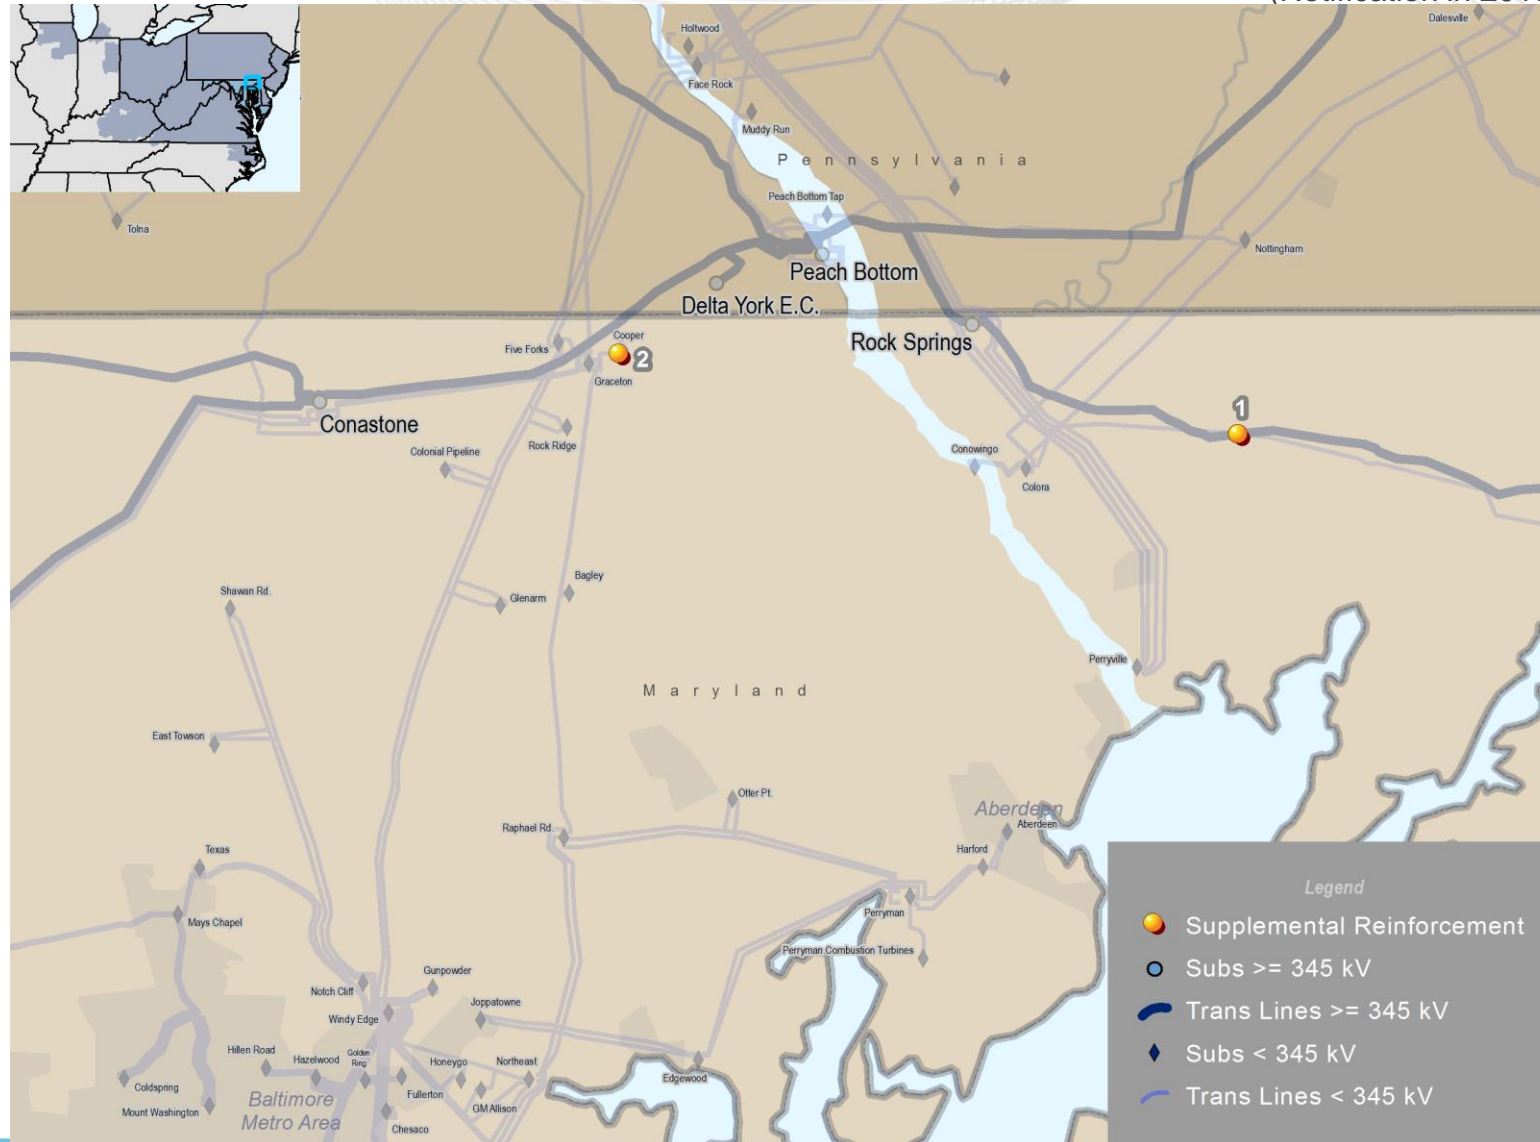 Holtwood
Dalesville
Face Rock
Muddy Run
Pennsylvania
Peach Bottom Tap
Tolna
Nottingham
Peach Bottom
Delta York E.C.
Cooper
Rock Springs
Five Forks
2
Graceton
1
Conastone
Rock Ridge
Colonial Pipeline
Conowingo
Colora
Bagley
Shawan Rd.
Glenarm
Perryville
Maryland
East Towson
Otter Pt.
Aberdeen
Aberdeen
Raphael Rd.
Texas
Harford
Legend
Perryman
Mays Chapel
Supplemental Reinforcement
Perryman Combustion Turbines
Subs >= 345 kV
Gunpowder
Notch Cliff
Joppatowne
Trans Lines >= 345 kV
Windy Edge
Hillen Road
Golden
Ring
Hazelwood
Honeygo
Northeast
Subs < 345 kV
Edgewood
Coldspring
Fullerton
Trans Lines < 345 kV
Baltimore
Metro Area
Mount Washington
GM Allison
Chesaco